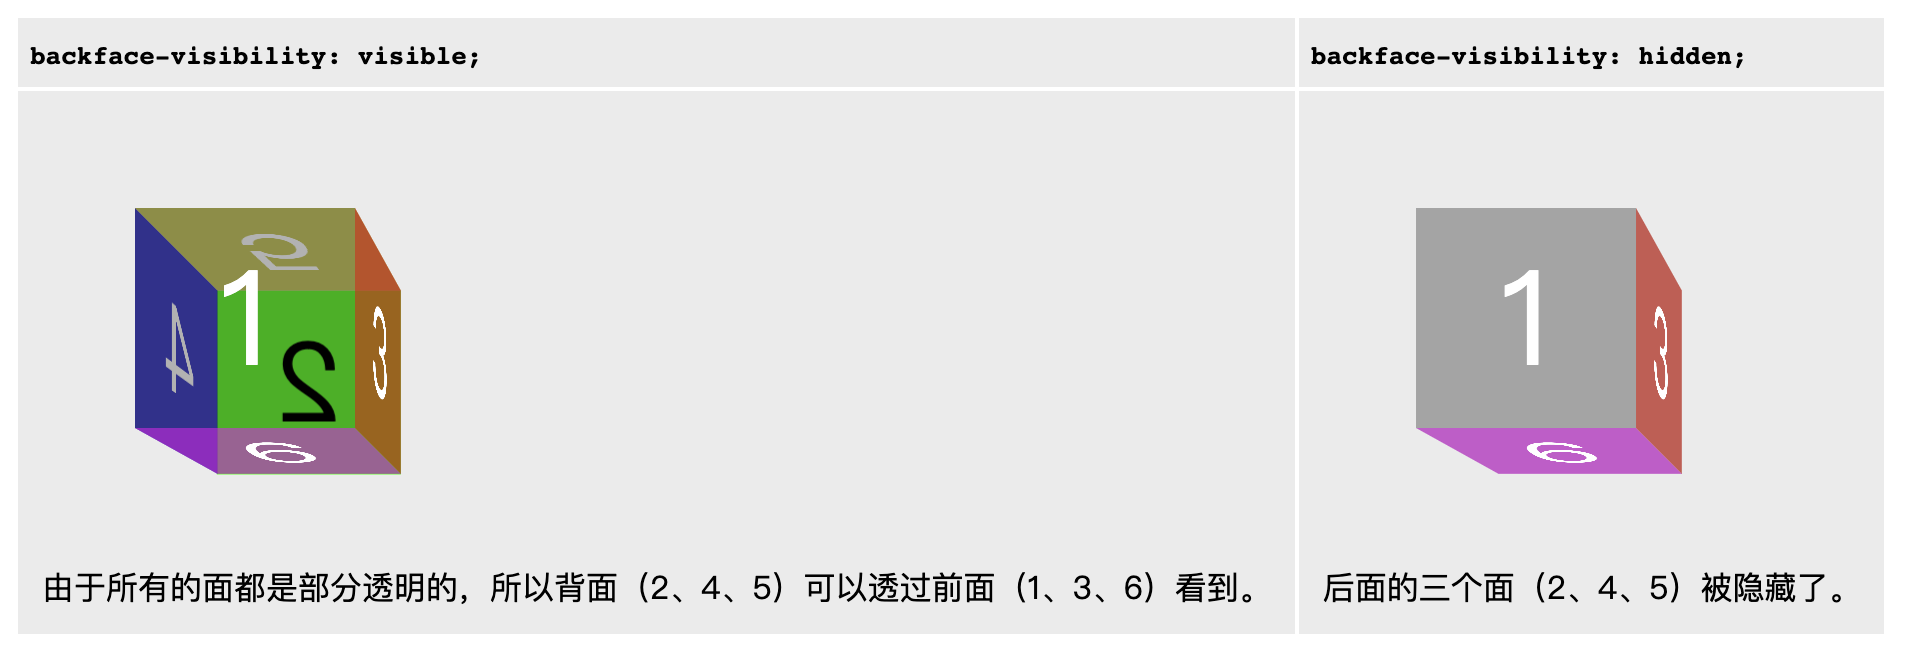 backface-visibility: visible;
backface-visibility: hidden;
5
1
4
2
3
6
由于所有的面都是部分透明的，所以背面（2、4、5）可以透过前面（1、3、6）看到。
1
3
6
后面的三个面（2、4、5）被隐藏了。